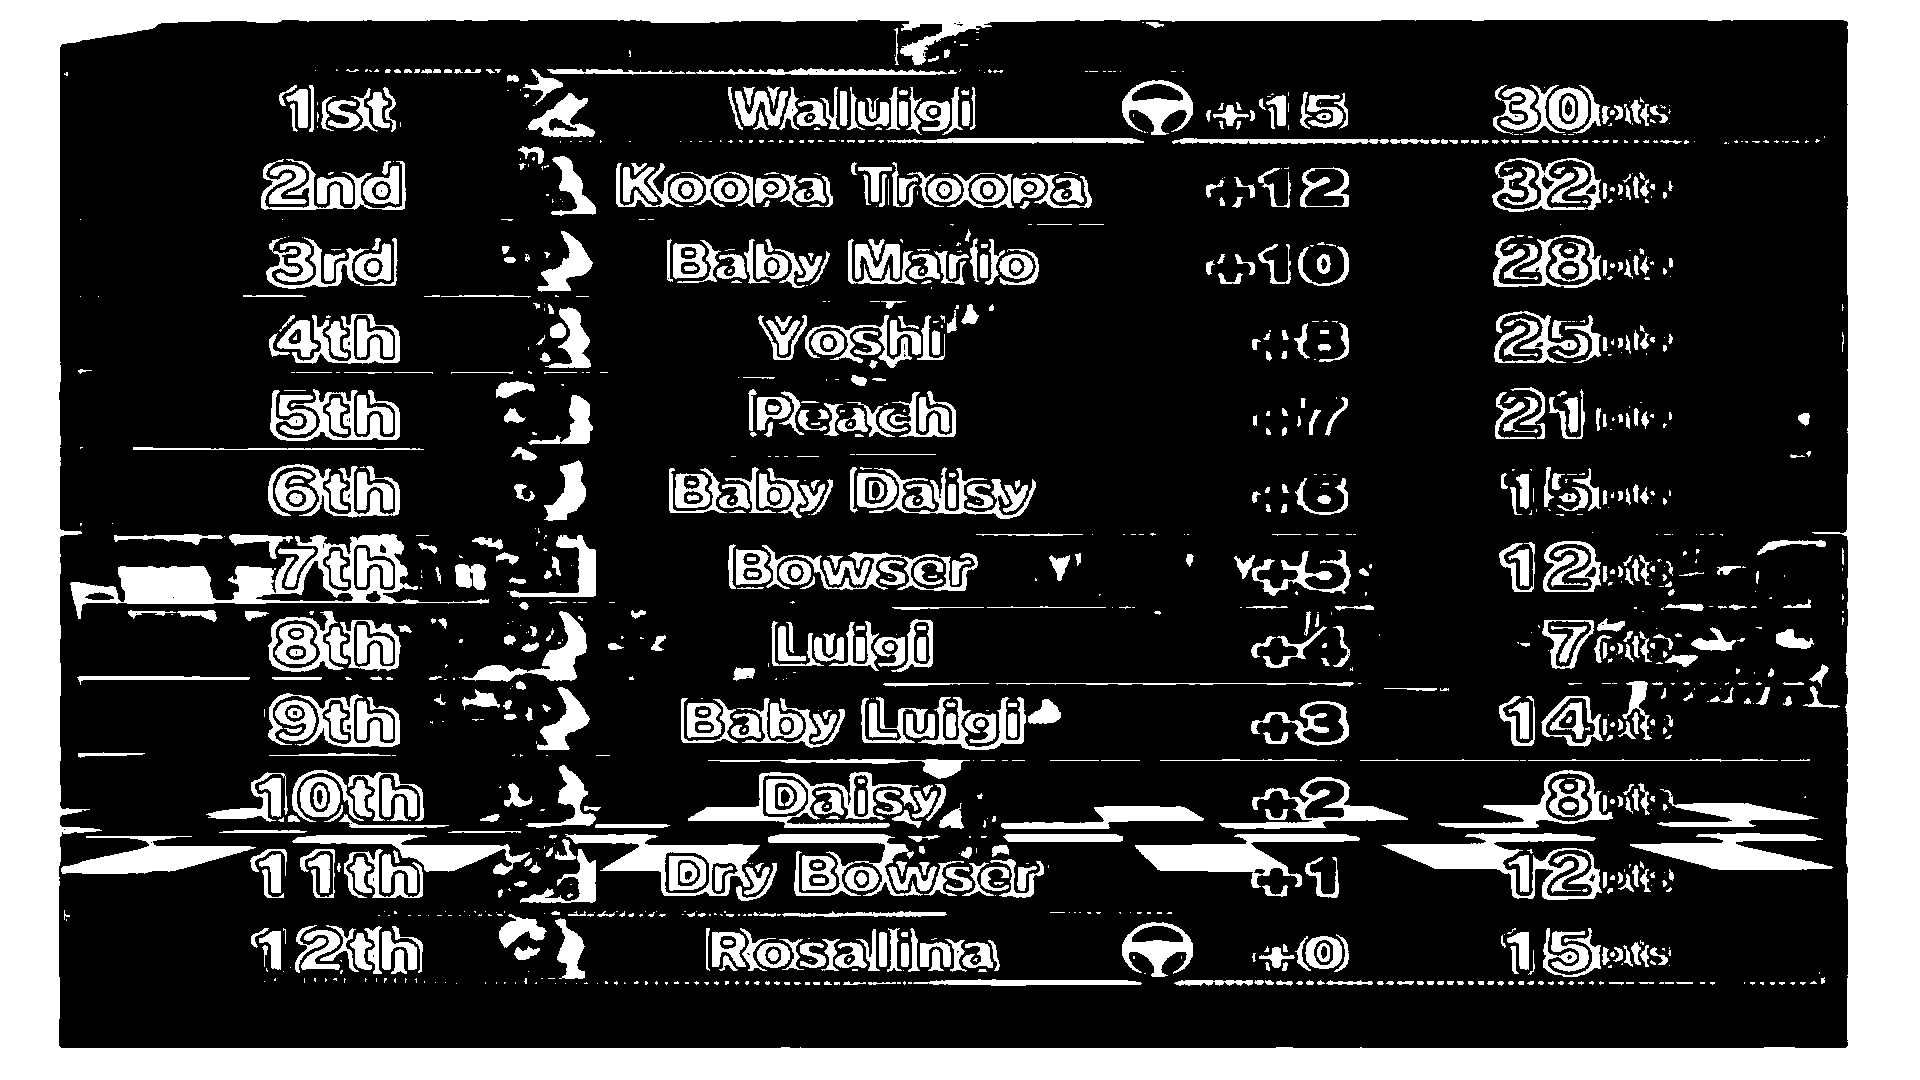 1st Waluigi +15 30pts
2nd Koopa Troopa +12 32pts
3rd Baby Mario +10 28pts
4th Yoshi +8 25pts
5th Peach +7 21pts
6th Baby Daisy +6 15pts
7th Bowser +5 12pts
8th Luigi +4 7pts
9th Baby Luigi +3 14pts
10th Daisy +2 8pts
11th Dry Bowser +1 12pts
12th Rosalina +0 15pts